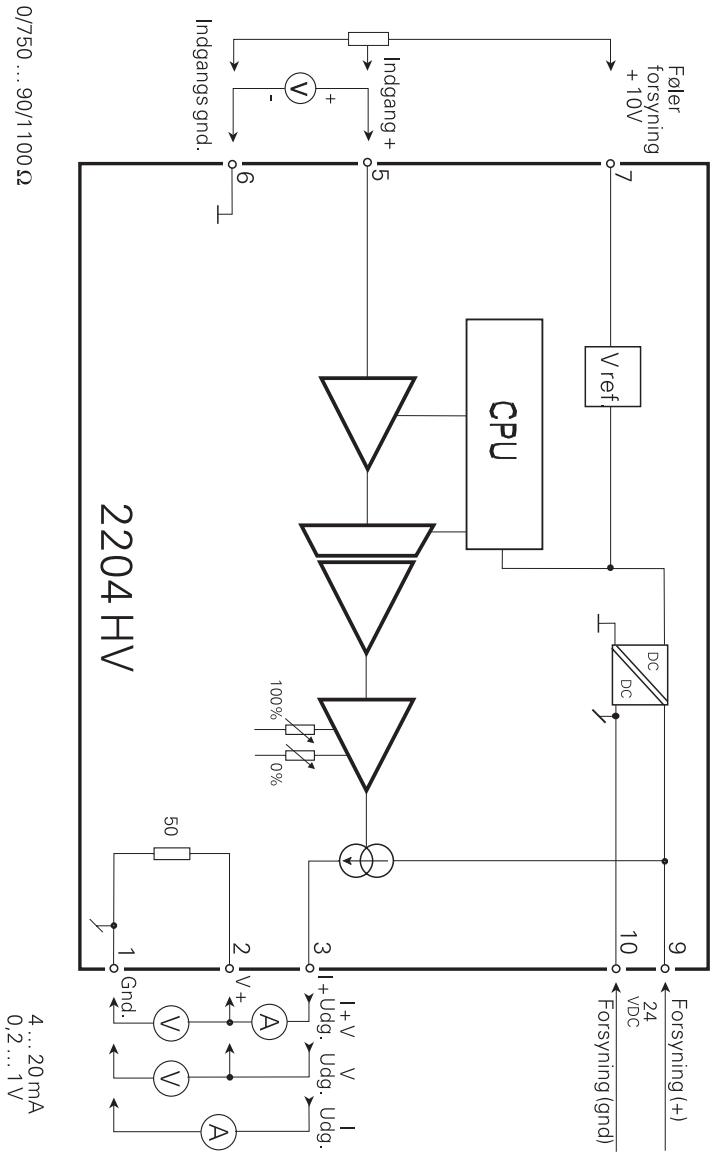 Føler
forsyning
+ 10V
Indgang +
Indgangs gnd.
V
+
-
7
5
6
V ref.
CPU
DC
DC
2204 HV
100%
0%
50
9
10
3
2
1
Forsyning (+)
24
VDC
Forsyning (gnd)
I +
V +
Gnd.
I + V
Udg.
V
Udg.
I
Udg.
A
V
V
A
0/750 ... 90/1100 Ω
4 ... 20 mA
0,2 ... 1 V